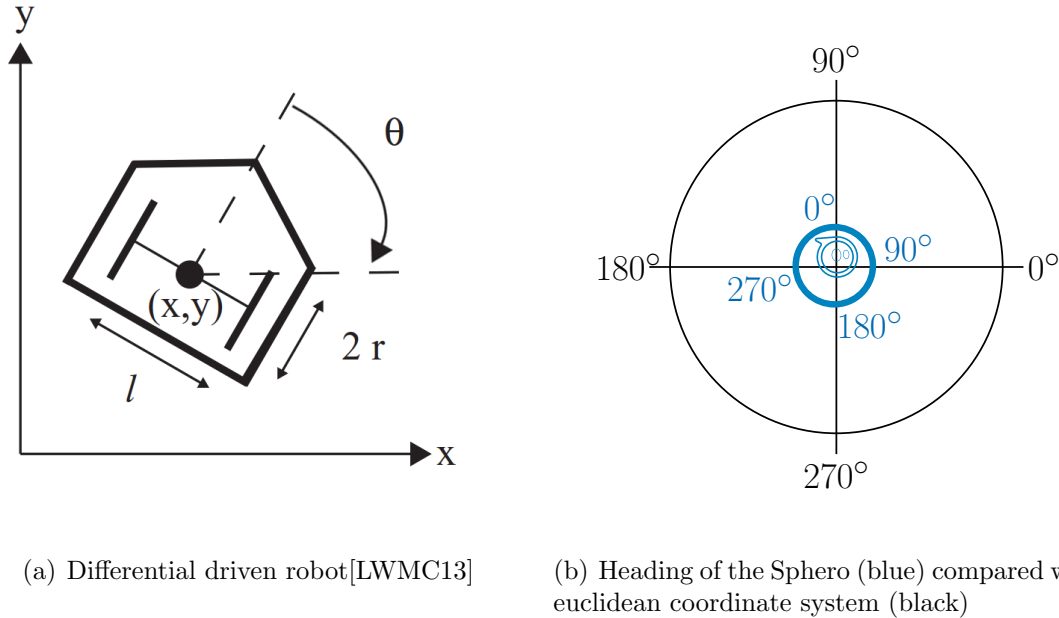 y
θ
(x,y)
l
2 r
x
90°
0°
90°
180°
0°
270°
180°
270°
(a) Differential driven robot[LWMC13]
(b) Heading of the Sphero (blue) compared w
euclidean coordinate system (black)